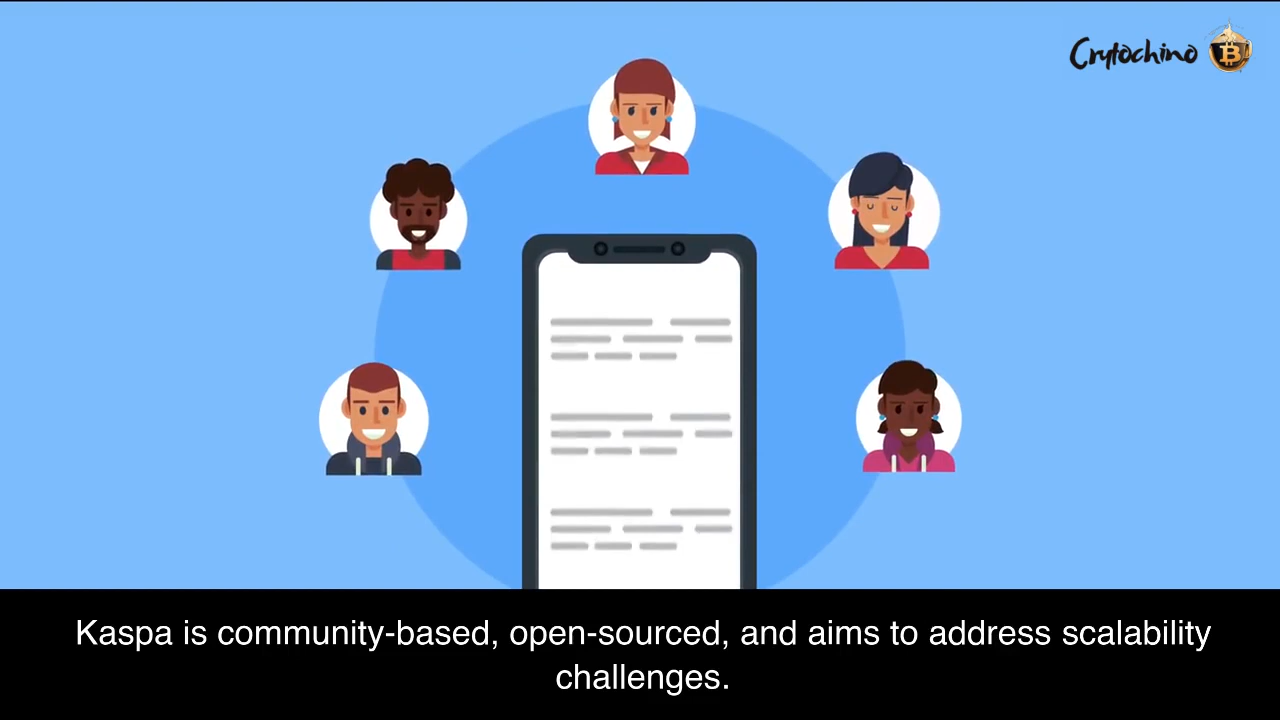 Crytochino
Kaspa is community-based, open-sourced, and aims to address scalability
challenges.